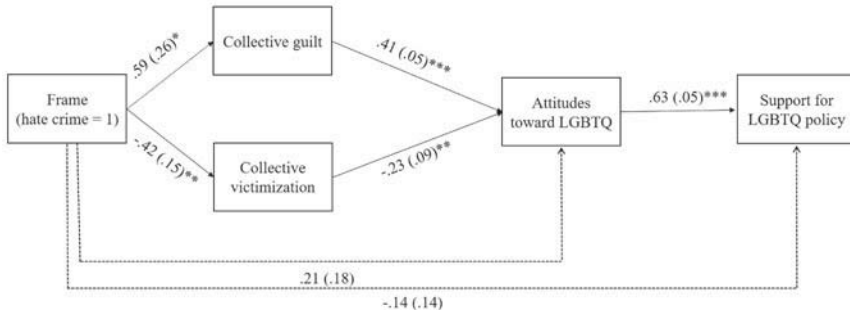 .59 (.26)*
Collective guilt
.41 (.05)***
Frame
(hate crime = 1)
Attitudes
toward LGBTQ
.63 (.05)***
Support for
LGBTQ policy
-.42 (.15)**
Collective
victimization
-.23 (.09)**
.21 (.18)
-.14 (.14)